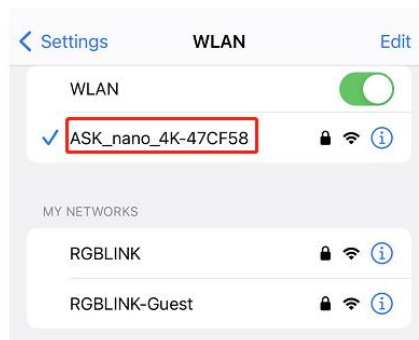 Settings WLAN Edit
WLAN
ASK_nano_4K-47CF58
MY NETWORKS
RGBLINK
RGBLINK-Guest